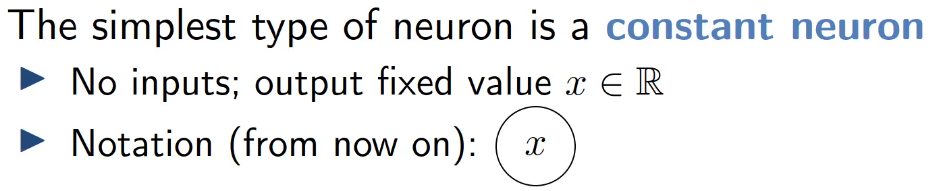 The simplest type of neuron is a constant neuron
▶ No inputs; output fixed value x ∈ ℝ
▶ Notation (from now on): x